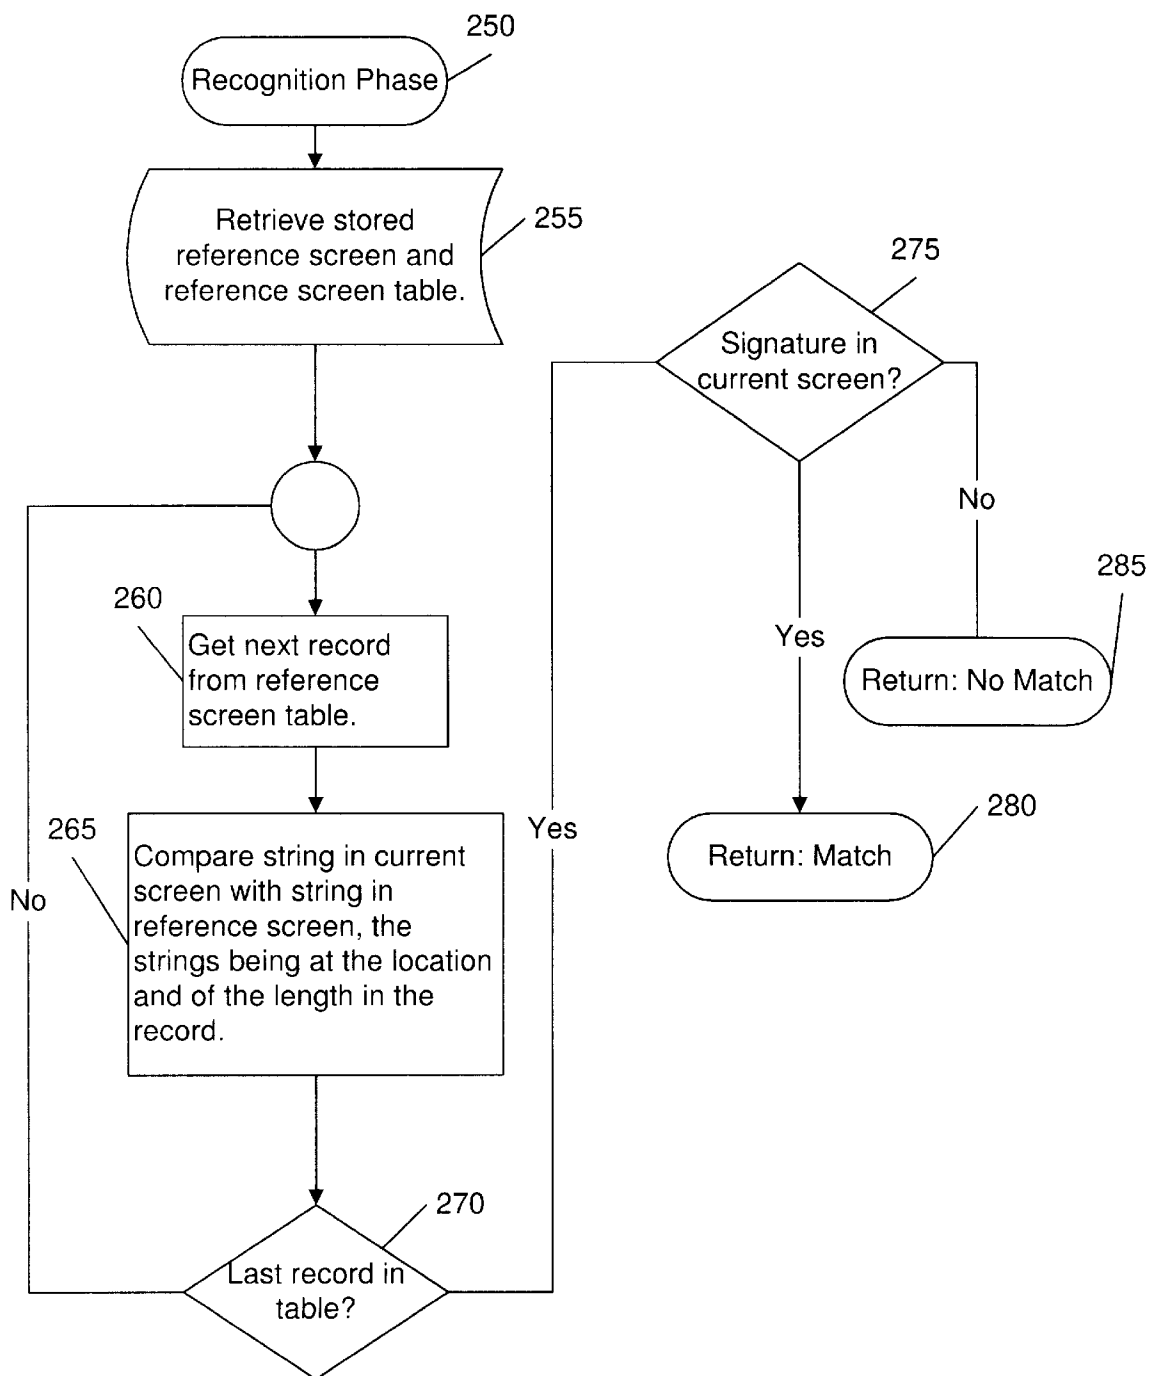 250
Recognition Phase
Retrieve stored
reference screen and
reference screen table.
255
260
Get next record
from reference
screen table.
265
Compare string in current
screen with string in
reference screen, the
strings being at the location
and of the length in the
record.
No
270
Last record in
table?
Yes
275
Signature in
current screen?
No
Yes
285
Return: No Match
280
Return: Match